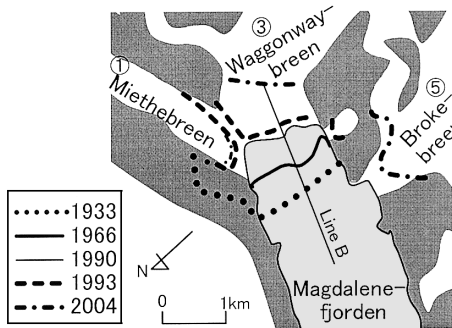 ③
Waggonway-
breen
①
Miethebreen
⑤
Broke-
breen
1933
1966
1990
1993
2004
N
0 1km
Line B
Magdalene-
fjorden